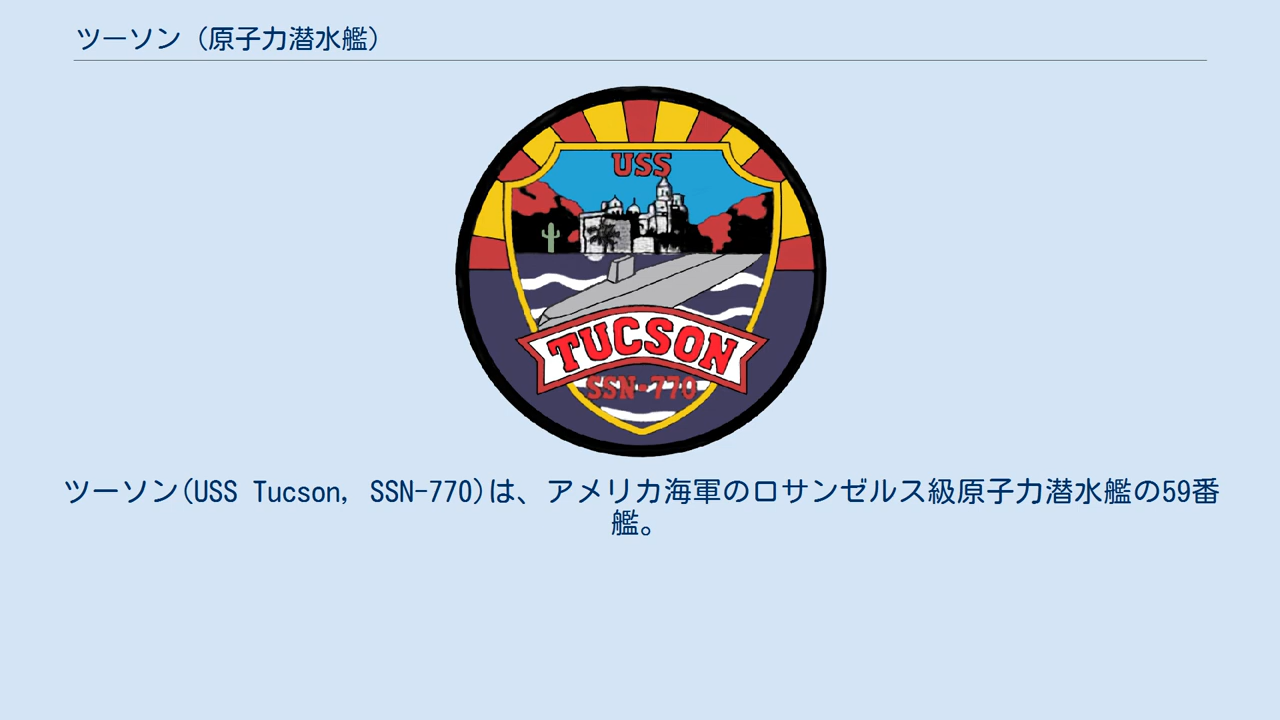 ツーソン（原子力潜水艦）
USS
TUCSON
SSN-770
ツーソン(USS Tucson, SSN-770)は、アメリカ海軍のロサンゼルス級原子力潜水艦の59番
艦。